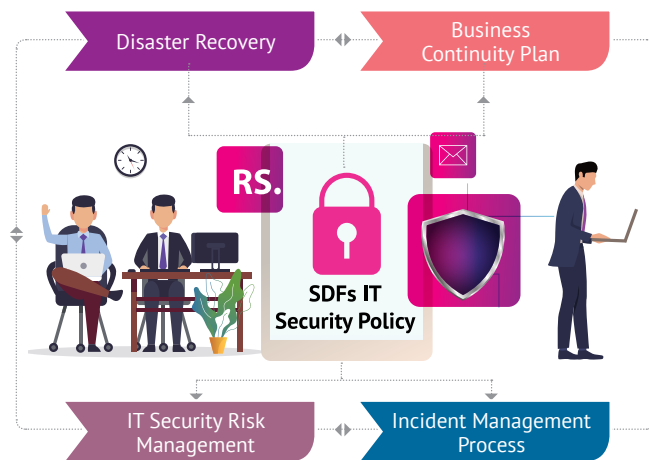 Disaster Recovery
Business
Continuity Plan
RS.
SDFs IT
Security Policy
IT Security Risk
Management
Incident Management
Process